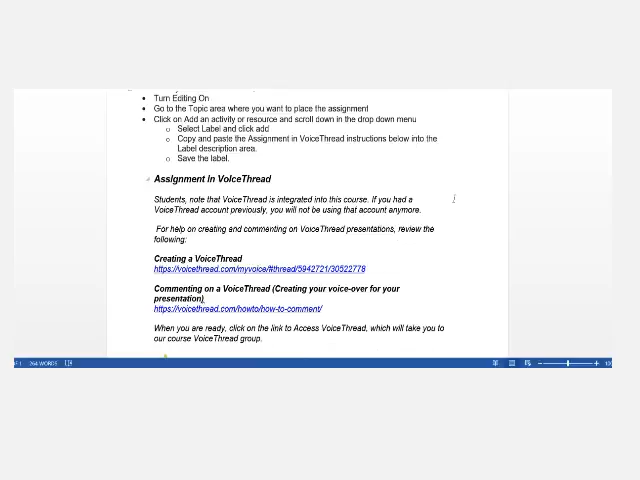 Turn Editing On
Go to the Topic area where you want to place the assignment
Click on Add an activity or resource and scroll down in the drop down menu
Select Label and click add
Copy and paste the Assignment in VoiceThread instructions below into the
Label description area.
Save the label.
Assignment in VoiceThread
Students, note that VoiceThread is integrated into this course. If you had a
VoiceThread account previously, you will not be using that account anymore.
For help on creating and commenting on VoiceThread presentations, review the
following:
Creating a VoiceThread
https://voicethread.com/myvoice/#thread/5942721/30522778
Commenting on a VoiceThread (Creating your voice-over for your
presentation)
https://voicethread.com/howto/how-to-comment/
When you are ready, click on the link to Access VoiceThread, which will take you to
our course VoiceThread group.
264 WORDS